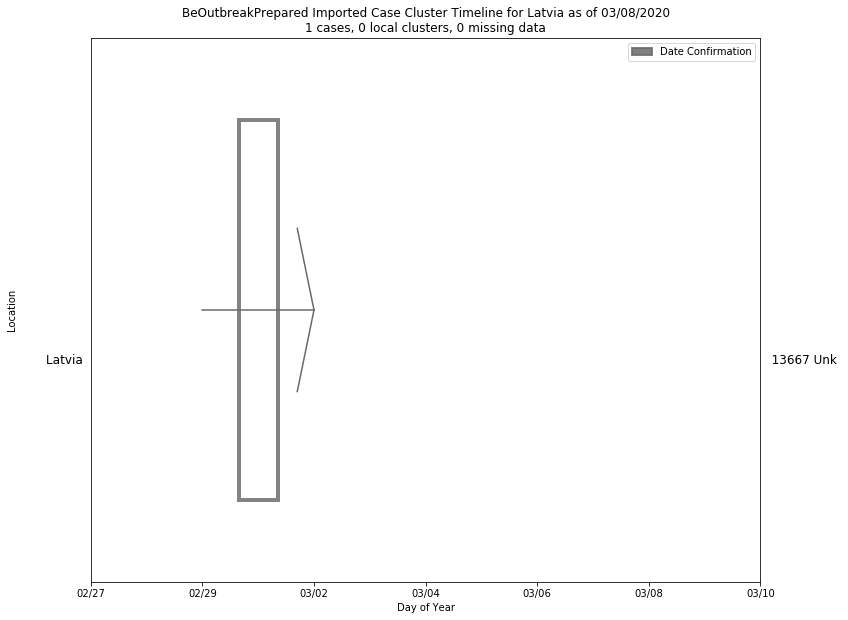 BeOutbreakPrepared Imported Case Cluster Timeline for Latvia as of 03/08/2020
1 cases, 0 local clusters, 0 missing data
Date Confirmation
Location
Latvia
13667 Unk
02/27 02/29 03/02 03/04 03/06 03/08 03/10
Day of Year